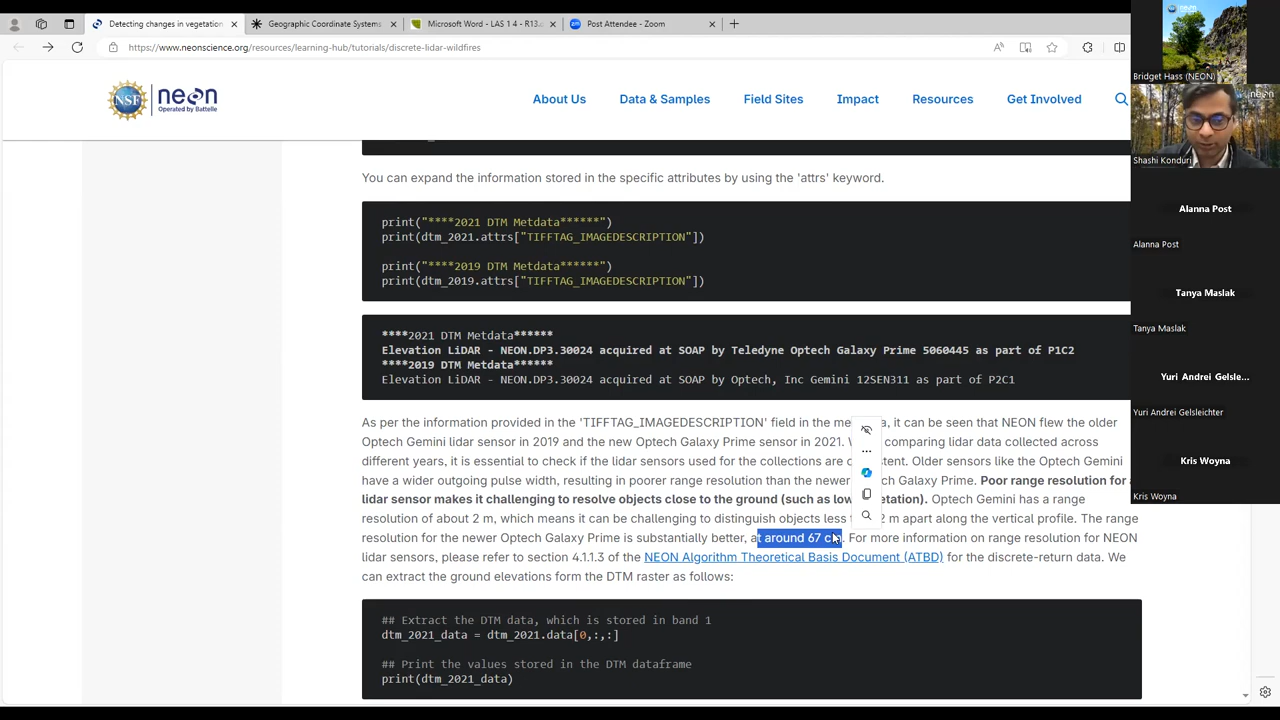 Detecting changes in vegetation
Geographic Coordinate Systems
Microsoft Word - LAS 1 4 - R13.
Post Attendee - Zoom
https://www.neonscience.org/resources/learning-hub/tutorials/discrete-lidar-wildfires
NSF
neon
Operated by Battelle
About Us
Data & Samples
Field Sites
Impact
Resources
Get Involved
You can expand the information stored in the specific attributes by using the 'attrs' keyword.
print("****2021 DTM Metdata******")
print(dtm_2021.attrs["TIFFTAG_IMAGEDESCRIPTION"])
print("****2019 DTM Metdata******")
print(dtm_2019.attrs["TIFFTAG_IMAGEDESCRIPTION"])
****2021 DTM Metdata******
Elevation LiDAR - NEON.DP3.30024 acquired at SOAP by Teledyne Optech Galaxy Prime 5060445 as part of P1C2
****2019 DTM Metdata******
Elevation LiDAR - NEON.DP3.30024 acquired at SOAP by Optech, Inc Gemini 12SEN311 as part of P2C1
As per the information provided in the 'TIFFTAG_IMAGEDESCRIPTION' field in the me a, it can be seen that NEON flew the older
Optech Gemini lidar sensor in 2019 and the new Optech Galaxy Prime sensor in 2021. W comparing lidar data collected across
different years, it is essential to check if the lidar sensors used for the collections are co tent. Older sensors like the Optech Gemini
have a wider outgoing pulse width, resulting in poorer range resolution than the newer ech Galaxy Prime. Poor range resolution for
lidar sensor makes it challenging to resolve objects close to the ground (such as low etation). Optech Gemini has a range
resolution of about 2 m, which means it can be challenging to distinguish objects less 2 m apart along the vertical profile. The range
resolution for the newer Optech Galaxy Prime is substantially better, at around 67 cm. For more information on range resolution for NEON
lidar sensors, please refer to section 4.1.1.3 of the NEON Algorithm Theoretical Basis Document (ATBD) for the discrete-return data. We
can extract the ground elevations form the DTM raster as follows:
## Extract the DTM data, which is stored in band 1
dtm_2021_data = dtm_2021.data[0,:,:]
## Print the values stored in the DTM dataframe
print(dtm_2021_data)
Bridget Hass (NEON)
neon
Shashi Konduri
Alanna Post
Alanna Post
Tanya Maslak
Tanya Maslak
Yuri Andrei Gelsle...
Yuri Andrei Gelsleichter
Kris Woyna
Kris Woyna